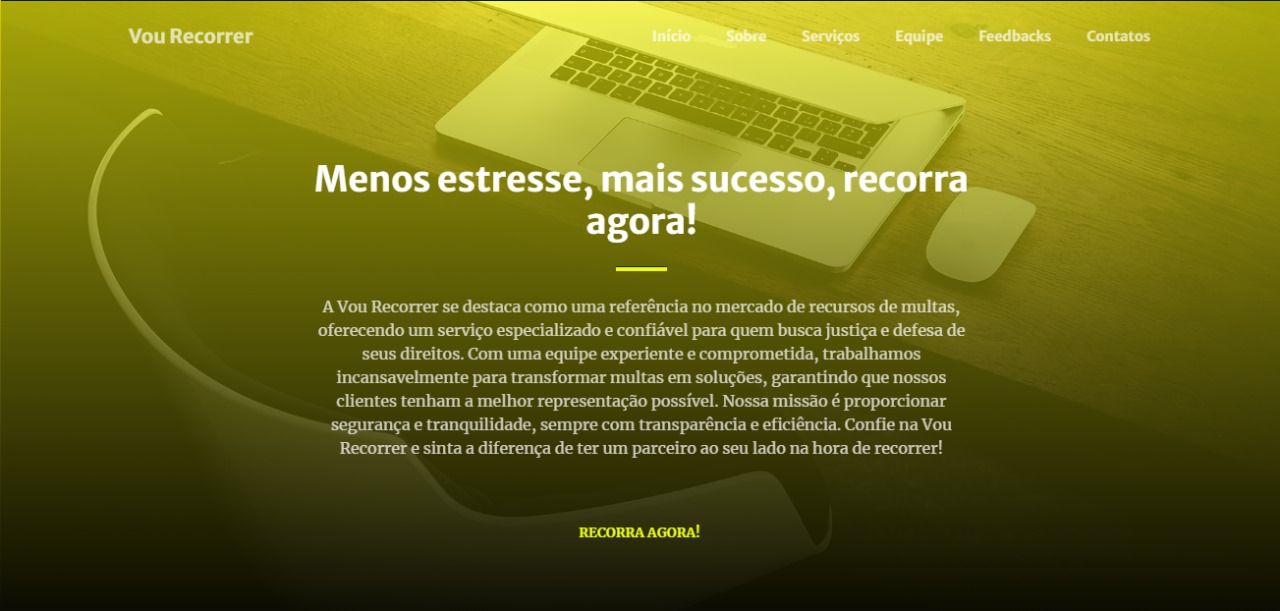 Vou Recorrer
Início Sobre Serviços Equipe Feedbacks Contatos
Menos estresse, mais sucesso, recorra
agora!
A Vou Recorrer se destaca como uma referência no mercado de recursos de multas,
oferecendo um serviço especializado e confiável para quem busca justiça e defesa de
seus direitos. Com uma equipe experiente e comprometida, trabalhamos
incansavelmente para transformar multas em soluções, garantindo que nossos
clientes tenham a melhor representação possível. Nossa missão é proporcionar
segurança e tranquilidade, sempre com transparência e eficiência. Confie na Vou
Recorrer e sinta a diferença de ter um parceiro ao seu lado na hora de recorrer!
RECORRA AGORA!